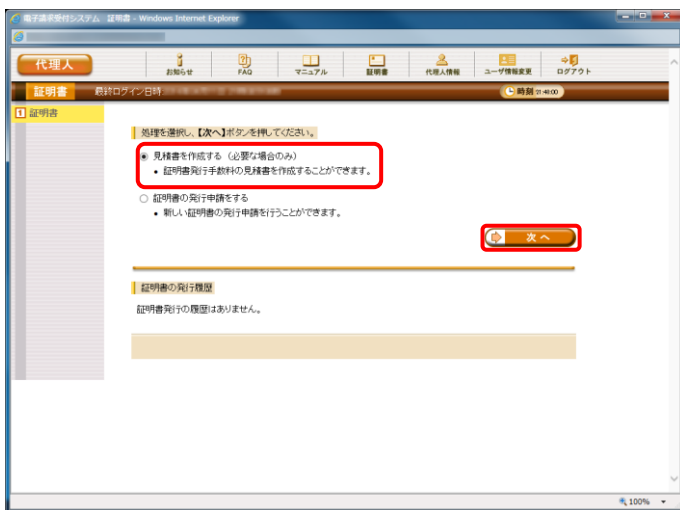 電子請求受付システム 証明書 - Windows Internet Explorer
代理人
お知らせ FAQ マニュアル 証明書 代理人情報 ユーザ情報変更 ログアウト
証明書 最終ログイン日時 時刻
1 証明書
処理を選択し、【次へ】ボタンを押してください。
見積書を作成する（必要な場合のみ）
• 証明書発行手数料の見積書を作成することができます。
証明書の発行申請をする
• 新しい証明書の発行申請を行うことができます。
次へ
証明書の発行履歴
証明書発行の履歴はありません。
100%